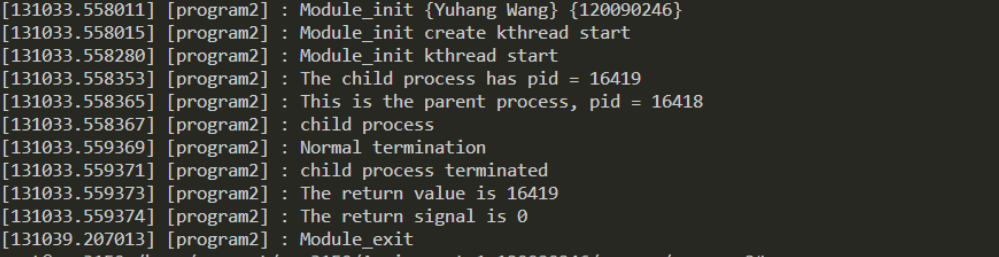 [131033.558011] [program2] : Module_init {Yuhang Wang} {120090246}
[131033.558015] [program2] : Module_init create kthread start
[131033.558280] [program2] : Module_init kthread start
[131033.558353] [program2] : The child process has pid = 16419
[131033.558365] [program2] : This is the parent process, pid = 16418
[131033.558367] [program2] : child process
[131033.559369] [program2] : Normal termination
[131033.559371] [program2] : child process terminated
[131033.559373] [program2] : The return value is 16419
[131033.559374] [program2] : The return signal is 0
[131039.207013] [program2] : Module_exit